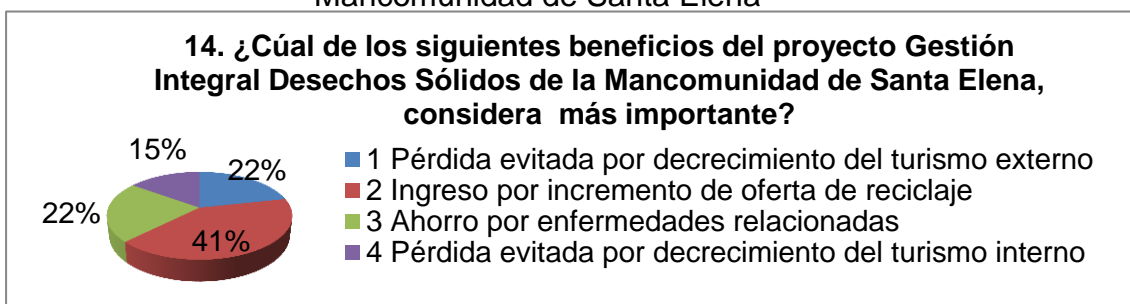 Mancomunidad de Santa Elena
14. ¿Cúal de los siguientes beneficios del proyecto Gestión
Integral Desechos Sólidos de la Mancomunidad de Santa Elena,
considera más importante?
15%
22%
22%
41%
1 Pérdida evitada por decrecimiento del turismo externo
2 Ingreso por incremento de oferta de reciclaje
3 Ahorro por enfermedades relacionadas
4 Pérdida evitada por decrecimiento del turismo interno